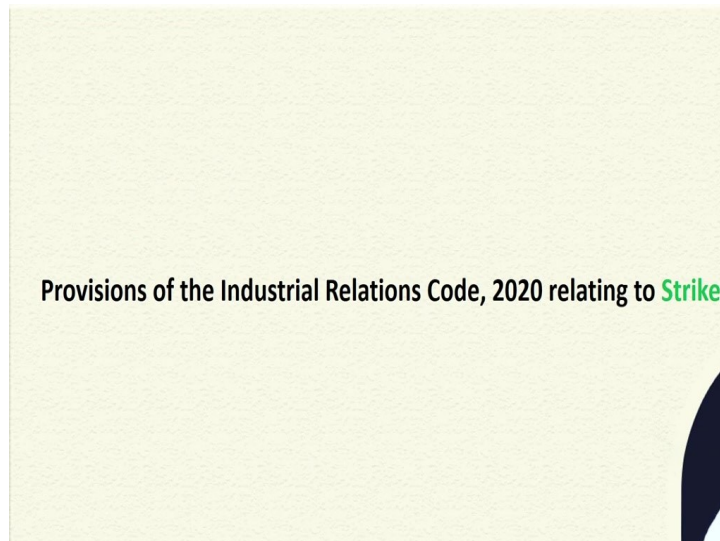 Provisions of the Industrial Relations Code, 2020 relating to Strike